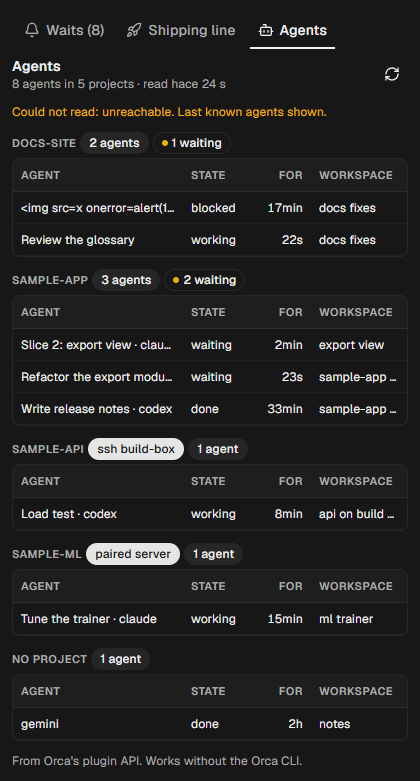 Waits (8) Shipping line Agents
Agents
8 agents in 5 projects · read hace 24 s
Could not read: unreachable. Last known agents shown.
DOCS-SITE 2 agents 1 waiting
AGENT STATE FOR WORKSPACE
<img src=x onerror=alert(1... blocked 17min docs fixes
Review the glossary working 22s docs fixes
SAMPLE-APP 3 agents 2 waiting
AGENT STATE FOR WORKSPACE
Slice 2: export view · clau... waiting 2min export view
Refactor the export modu... waiting 23s sample-app ...
Write release notes · codex done 33min sample-app ...
SAMPLE-API ssh build-box 1 agent
AGENT STATE FOR WORKSPACE
Load test · codex working 8min api on build ...
SAMPLE-ML paired server 1 agent
AGENT STATE FOR WORKSPACE
Tune the trainer · claude working 15min ml trainer
NO PROJECT 1 agent
AGENT STATE FOR WORKSPACE
gemini done 2h notes
From Orca's plugin API. Works without the Orca CLI.